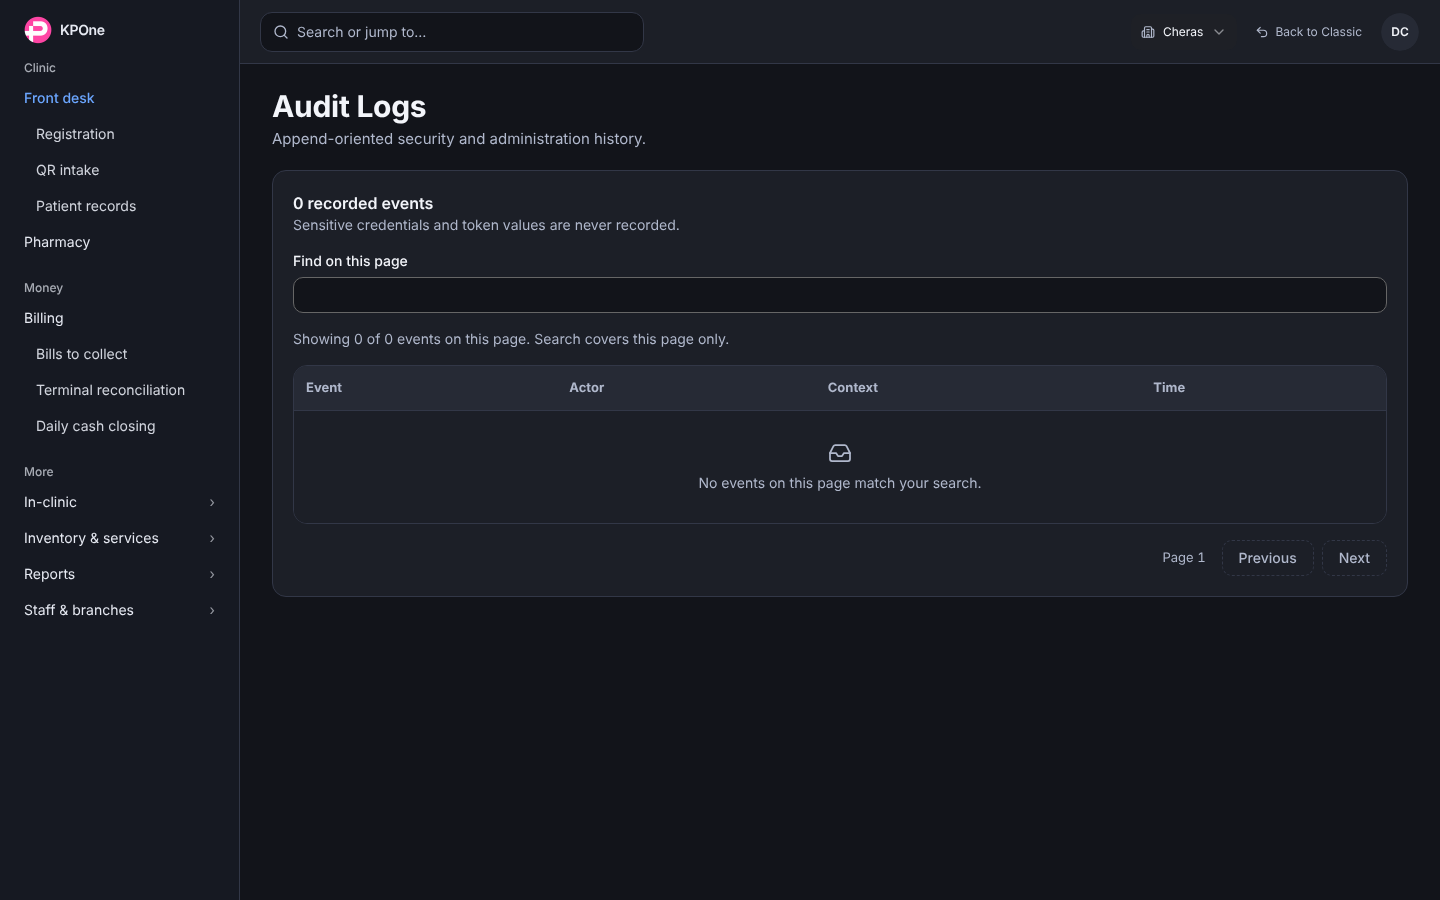 KPOne
Clinic
Front desk
Registration
QR intake
Patient records
Pharmacy
Money
Billing
Bills to collect
Terminal reconciliation
Daily cash closing
More
In-clinic
Inventory & services
Reports
Staff & branches
Search or jump to...
Cheras
Back to Classic
DC
Audit Logs
Append-oriented security and administration history.
0 recorded events
Sensitive credentials and token values are never recorded.
Find on this page
Showing 0 of 0 events on this page. Search covers this page only.
Event Actor Context Time
No events on this page match your search.
Page 1 Previous Next